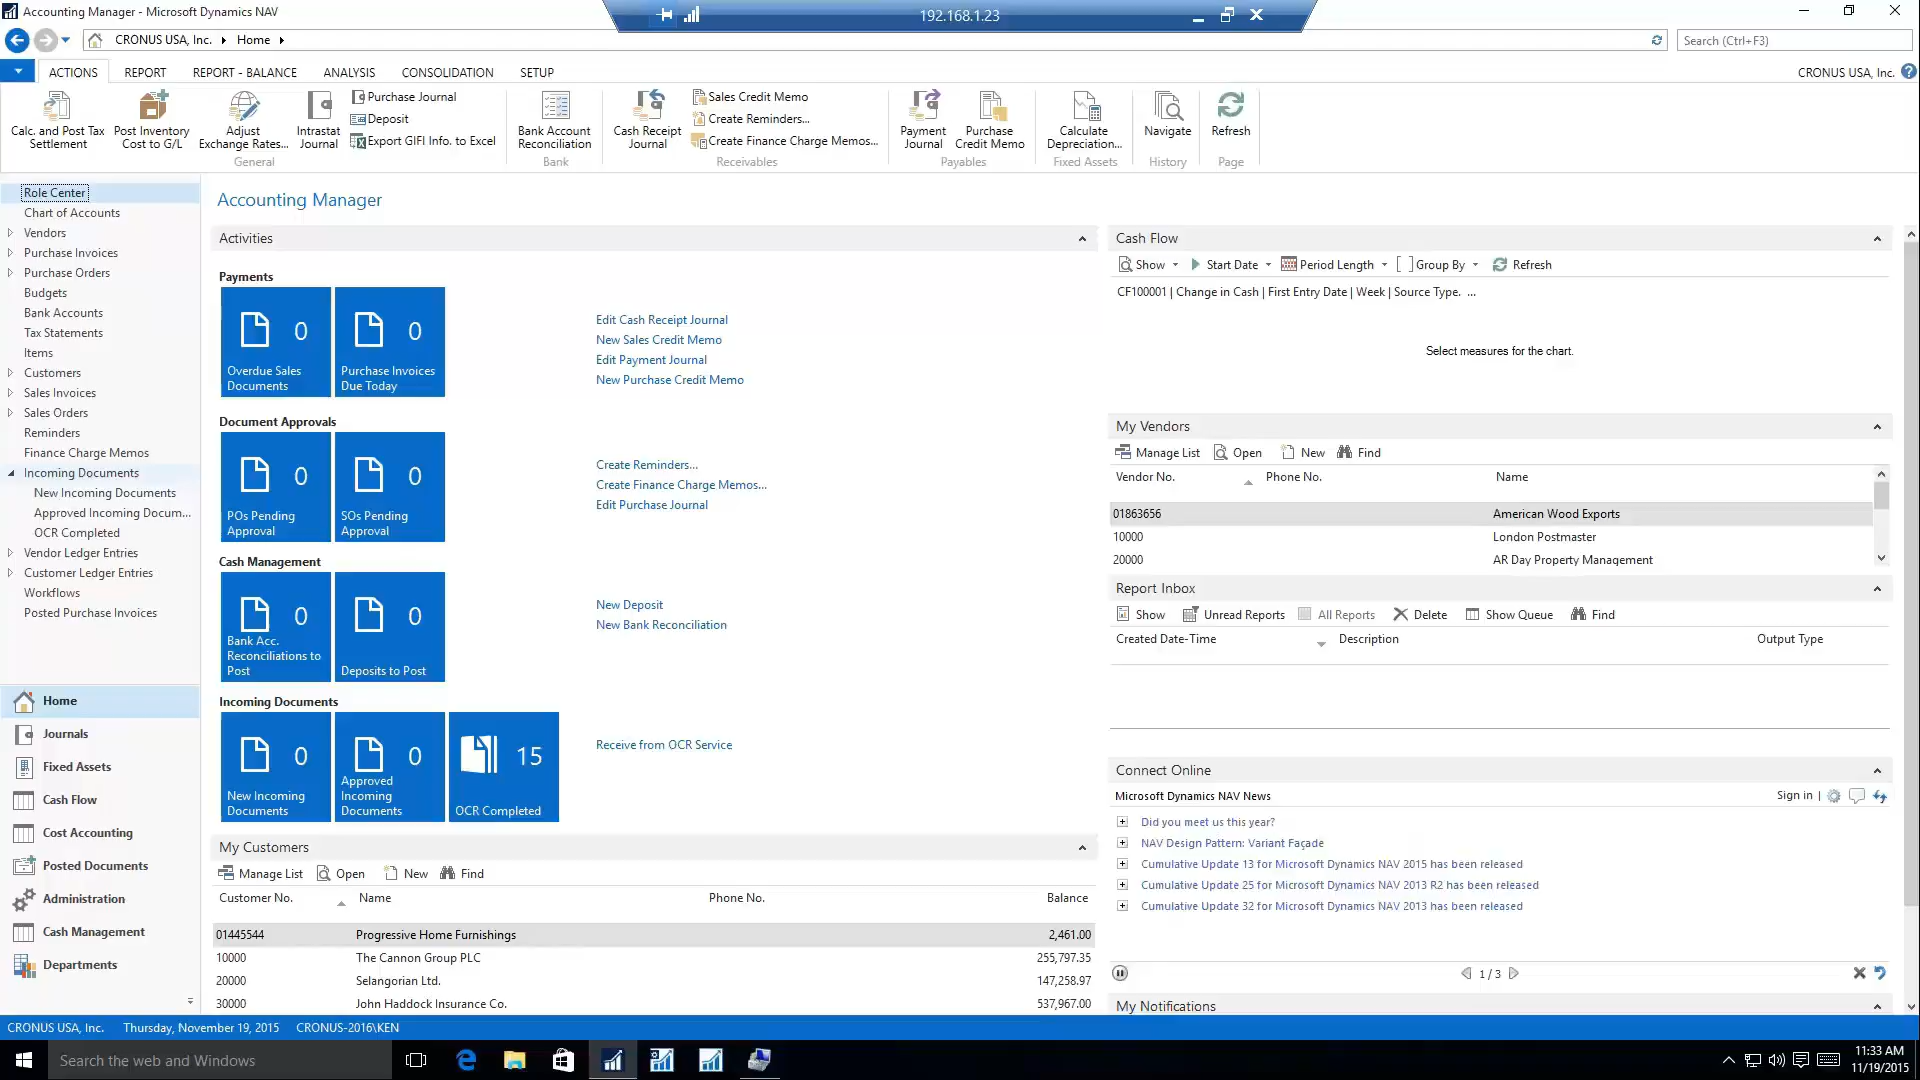 Accounting Manager - Microsoft Dynamics NAV
192.168.1.23
CRONUS USA, Inc. Home
Search (Ctrl+F3)
ACTIONS REPORT REPORT - BALANCE ANALYSIS CONSOLIDATION SETUP
CRONUS USA, Inc.
Calc. and Post Tax Settlement
Post Inventory Cost to G/L
Adjust Exchange Rates...
Intrastat Journal
Purchase Journal
Deposit
Export GIFI Info. to Excel
General
Bank Account Reconciliation
Bank
Cash Receipt Journal
Sales Credit Memo
Create Reminders...
Create Finance Charge Memos...
Receivables
Payment Journal
Purchase Credit Memo
Payables
Calculate Depreciation...
Fixed Assets
Navigate
History
Refresh
Page
Role Center
Chart of Accounts
Vendors
Purchase Invoices
Purchase Orders
Budgets
Bank Accounts
Tax Statements
Items
Customers
Sales Invoices
Sales Orders
Reminders
Finance Charge Memos
Incoming Documents
New Incoming Documents
Approved Incoming Docum...
OCR Completed
Vendor Ledger Entries
Customer Ledger Entries
Workflows
Posted Purchase Invoices
Home
Journals
Fixed Assets
Cash Flow
Cost Accounting
Posted Documents
Administration
Cash Management
Departments
Accounting Manager
Activities
Payments
0
Overdue Sales Documents
0
Purchase Invoices Due Today
Edit Cash Receipt Journal
New Sales Credit Memo
Edit Payment Journal
New Purchase Credit Memo
Document Approvals
0
POs Pending Approval
0
SOs Pending Approval
Create Reminders...
Create Finance Charge Memos...
Edit Purchase Journal
Cash Management
0
Bank Acc. Reconciliations to Post
0
Deposits to Post
New Deposit
New Bank Reconciliation
Incoming Documents
0
New Incoming Documents
0
Approved Incoming Documents
15
OCR Completed
Receive from OCR Service
My Customers
Manage List Open New Find
Customer No. Name Phone No. Balance
01445544 Progressive Home Furnishings 2,461.00
10000 The Cannon Group PLC 255,797.35
20000 Selangorian Ltd. 147,258.97
30000 John Haddock Insurance Co. 537,967.00
Cash Flow
Show Start Date Period Length Group By Refresh
CF100001 | Change in Cash | First Entry Date | Week | Source Type. ...
Select measures for the chart.
My Vendors
Manage List Open New Find
Vendor No. Phone No. Name
01863656 American Wood Exports
10000 London Postmaster
20000 AR Day Property Management
Report Inbox
Show Unread Reports All Reports Delete Show Queue Find
Created Date-Time Description Output Type
Connect Online
Microsoft Dynamics NAV News
Sign in |
Did you meet us this year?
NAV Design Pattern: Variant Façade
Cumulative Update 13 for Microsoft Dynamics NAV 2015 has been released
Cumulative Update 25 for Microsoft Dynamics NAV 2013 R2 has been released
Cumulative Update 32 for Microsoft Dynamics NAV 2013 has been released
1 / 3
My Notifications
CRONUS USA, Inc. Thursday, November 19, 2015 CRONUS-2016\KEN
Search the web and Windows
11:33 AM
11/19/2015